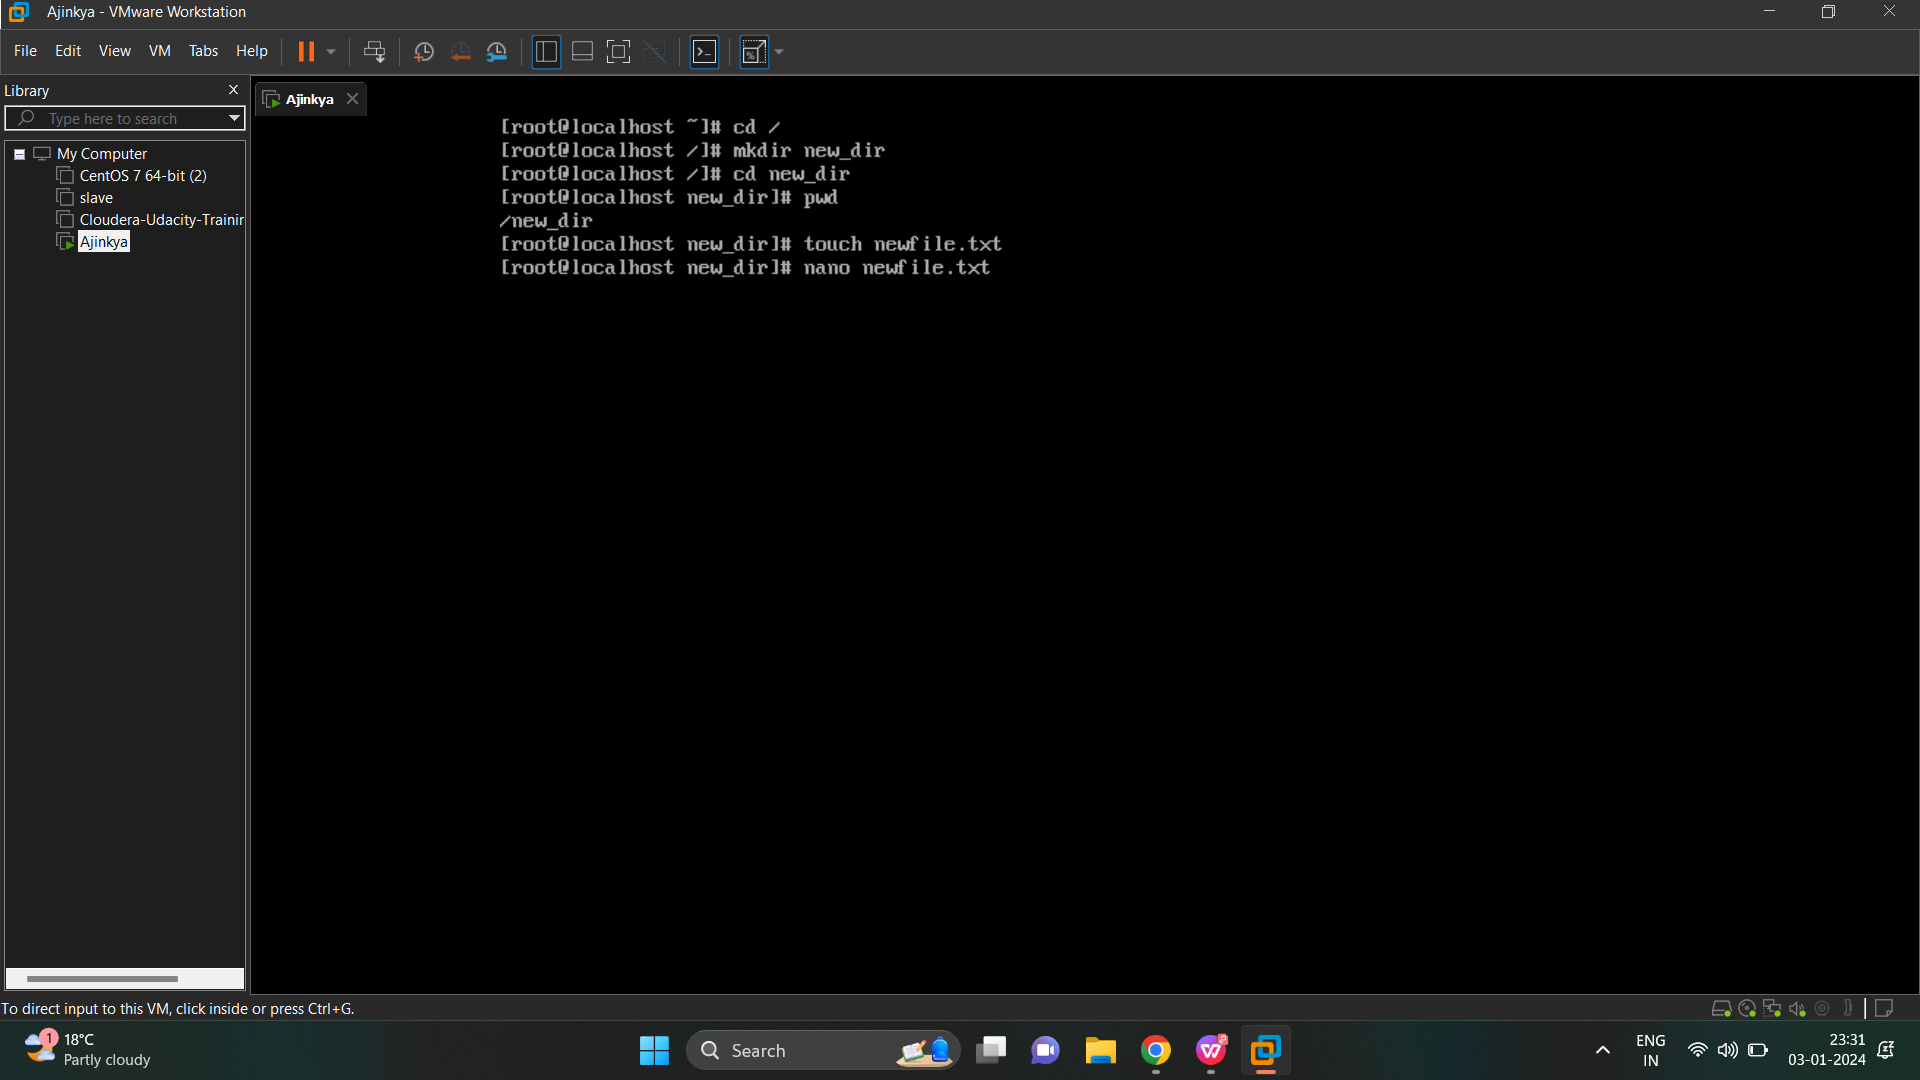 Ajinkya - VMware Workstation
File Edit View VM Tabs Help
Library
Type here to search
My Computer
CentOS 7 64-bit (2)
slave
Cloudera-Udacity-Trainir
Ajinkya
Ajinkya
[root@localhost ~]# cd /
[root@localhost /]# mkdir new_dir
[root@localhost /]# cd new_dir
[root@localhost new_dir]# pwd
/new_dir
[root@localhost new_dir]# touch newfile.txt
[root@localhost new_dir]# nano newfile.txt
To direct input to this VM, click inside or press Ctrl+G.
1
18°C
Partly cloudy
Search
ENG
IN
23:31
03-01-2024